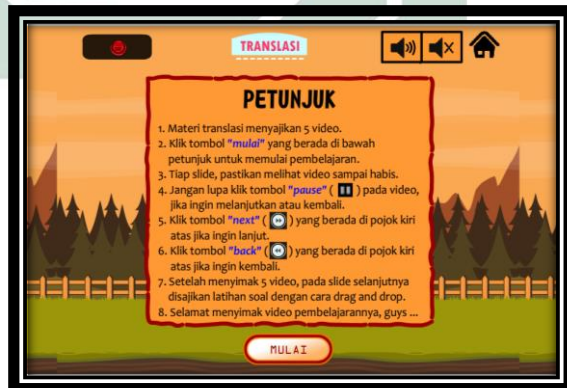 TRANSLASI
PETUNJUK
1. Materi translasi menyajikan 5 video.
2. Klik tombol "mulai" yang berada di bawah
petunjuk untuk memulai pembelajaran.
3. Tiap slide, pastikan melihat video sampai habis.
4. Jangan lupa klik tombol "pause" ( ) pada video,
jika ingin melanjutkan atau kembali.
5. Klik tombol "next" ( ) yang berada di pojok kiri
atas jika ingin lanjut.
6. Klik tombol "back" ( ) yang berada di pojok kiri
atas jika ingin kembali.
7. Setelah menyimak 5 video, pada slide selanjutnya
disajikan latihan soal dengan cara drag and drop.
8. Selamat menyimak video pembelajarannya, guys ...
MULAI